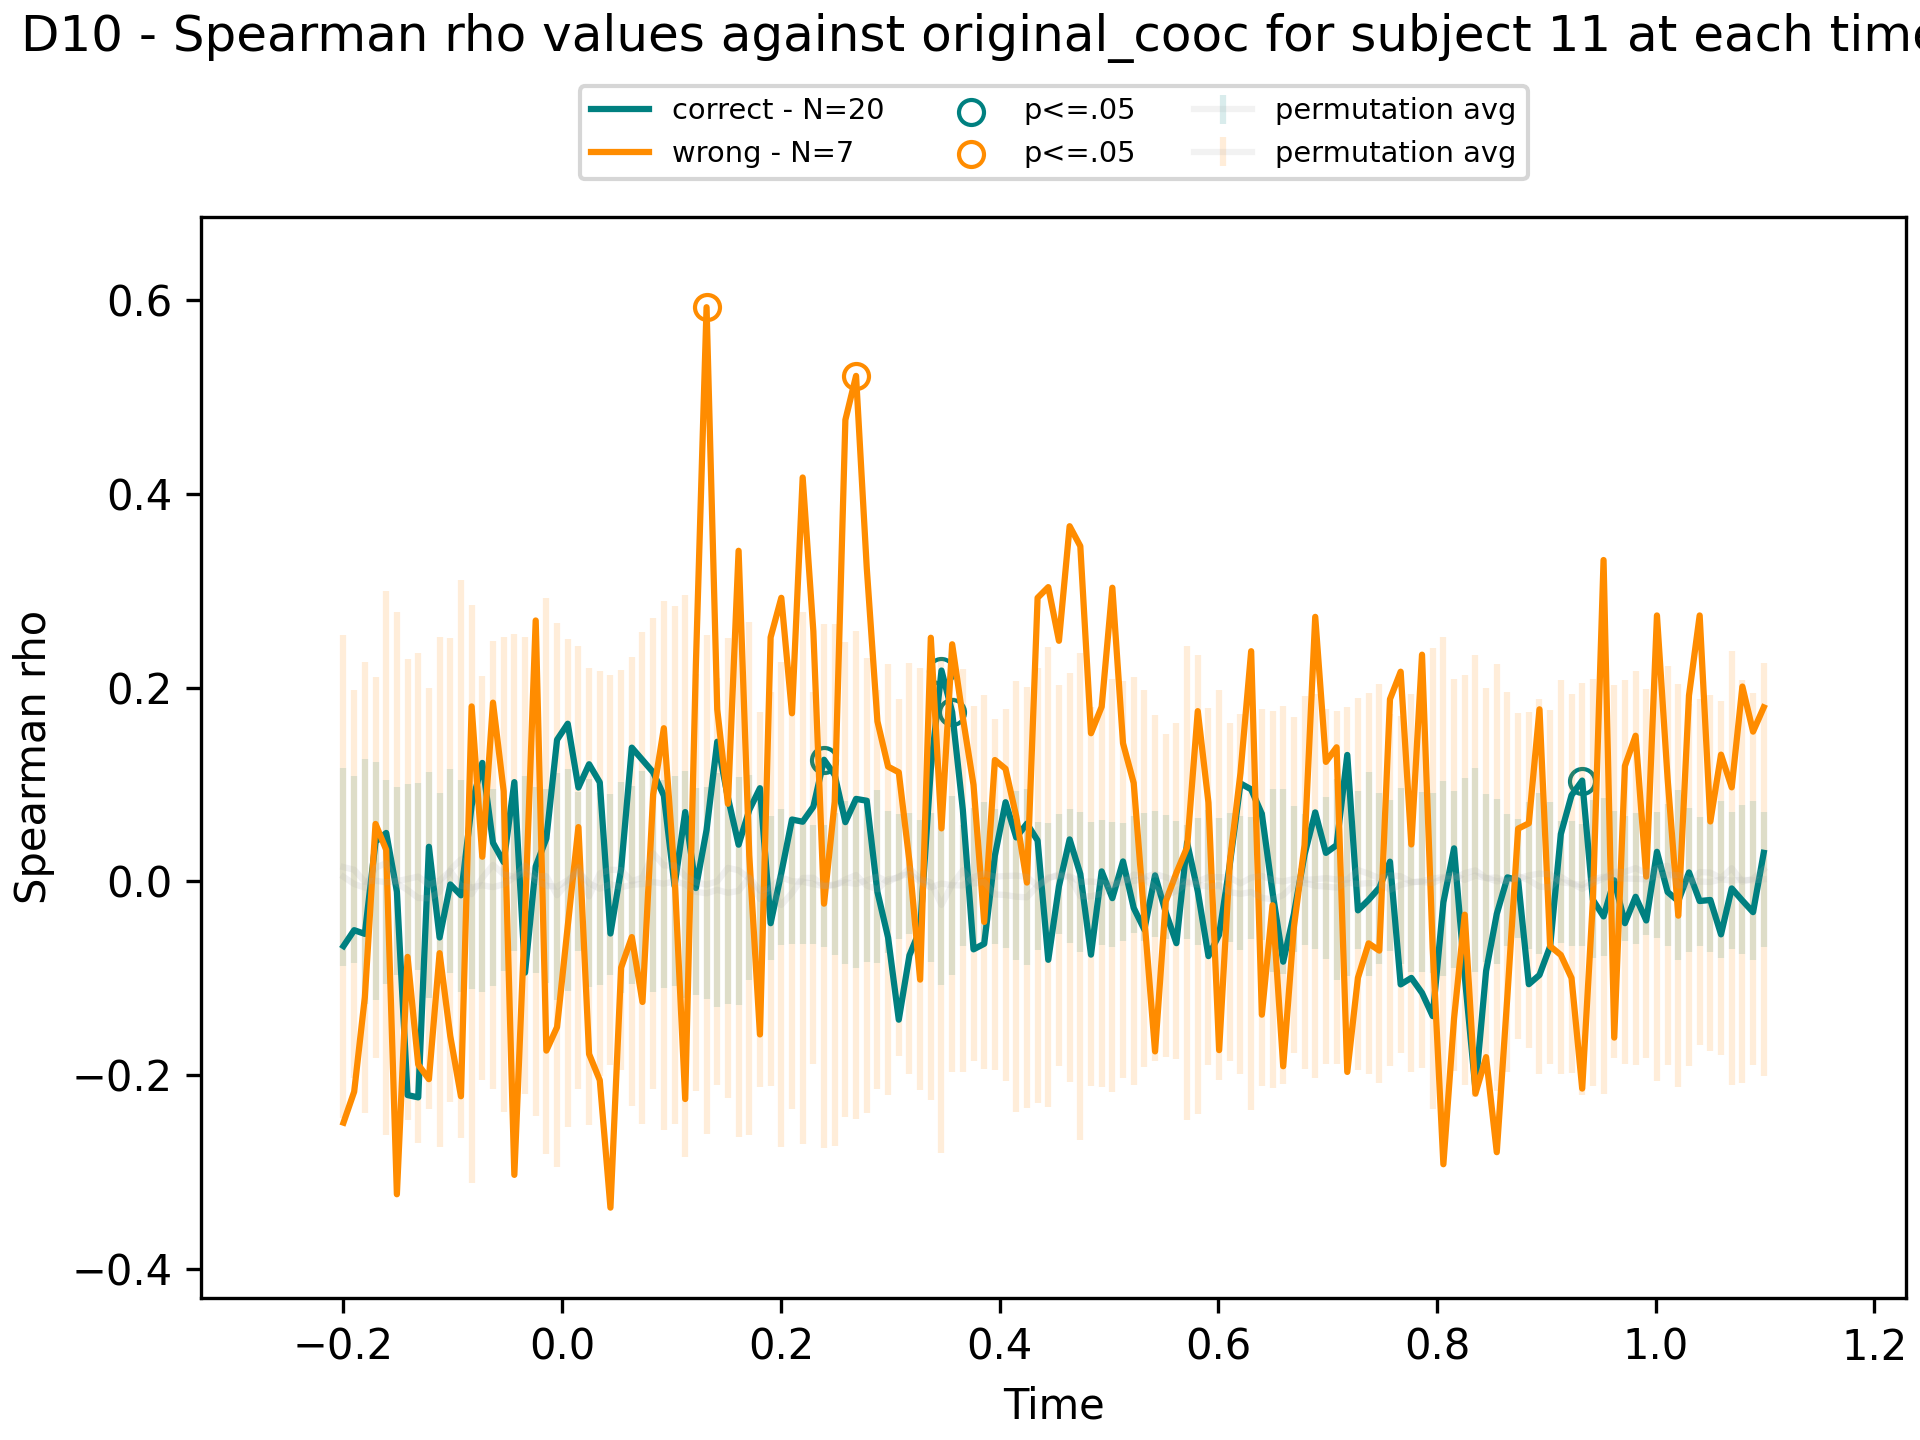 D10 - Spearman rho values against original_cooc for subject 11 at each time
correct - N=20 p<=.05 permutation avg
wrong - N=7 p<=.05 permutation avg
Spearman rho
0.6
0.4
0.2
0.0
−0.2
−0.4
−0.2 0.0 0.2 0.4 0.6 0.8 1.0 1.2
Time